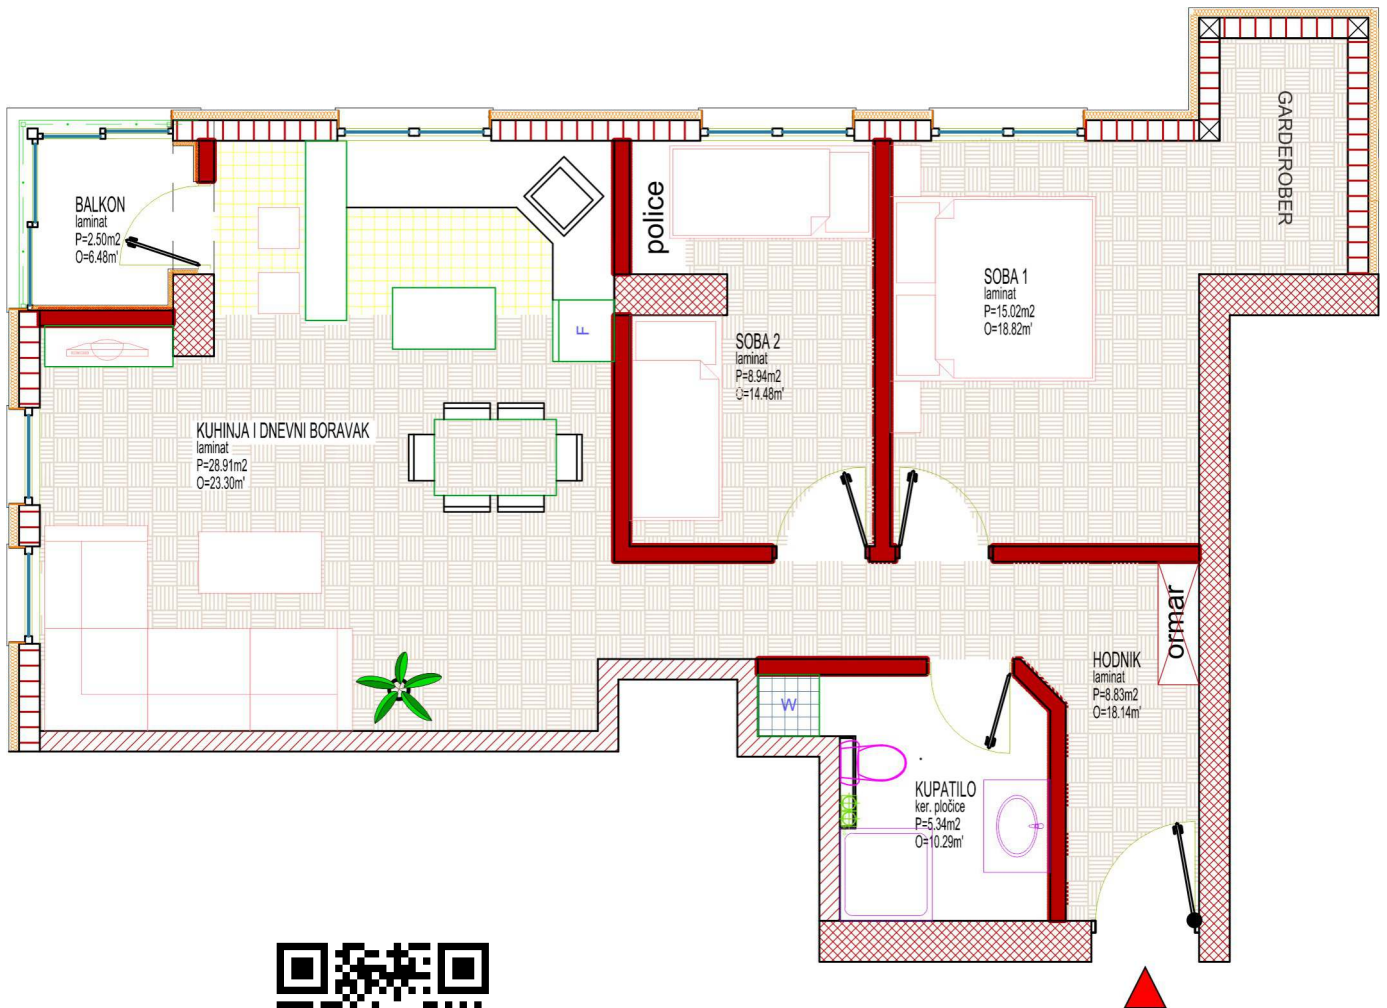 GARDEROBER
BALKON
laminat
P=2.50m2
O=6.48m'
police
SOBA 1
laminat
P=15.02m2
O=18.82m'
F
SOBA 2
laminat
P=8.94m2
O=14.48m'
KUHINJA I DNEVNI BORAVAK
laminat
P=28.91m2
O=23.30m'
ormar
HODNIK
laminat
P=8.83m2
O=18.14m'
W
KUPATILO
ker. pločice
P=5.34m2
O=10.29m'